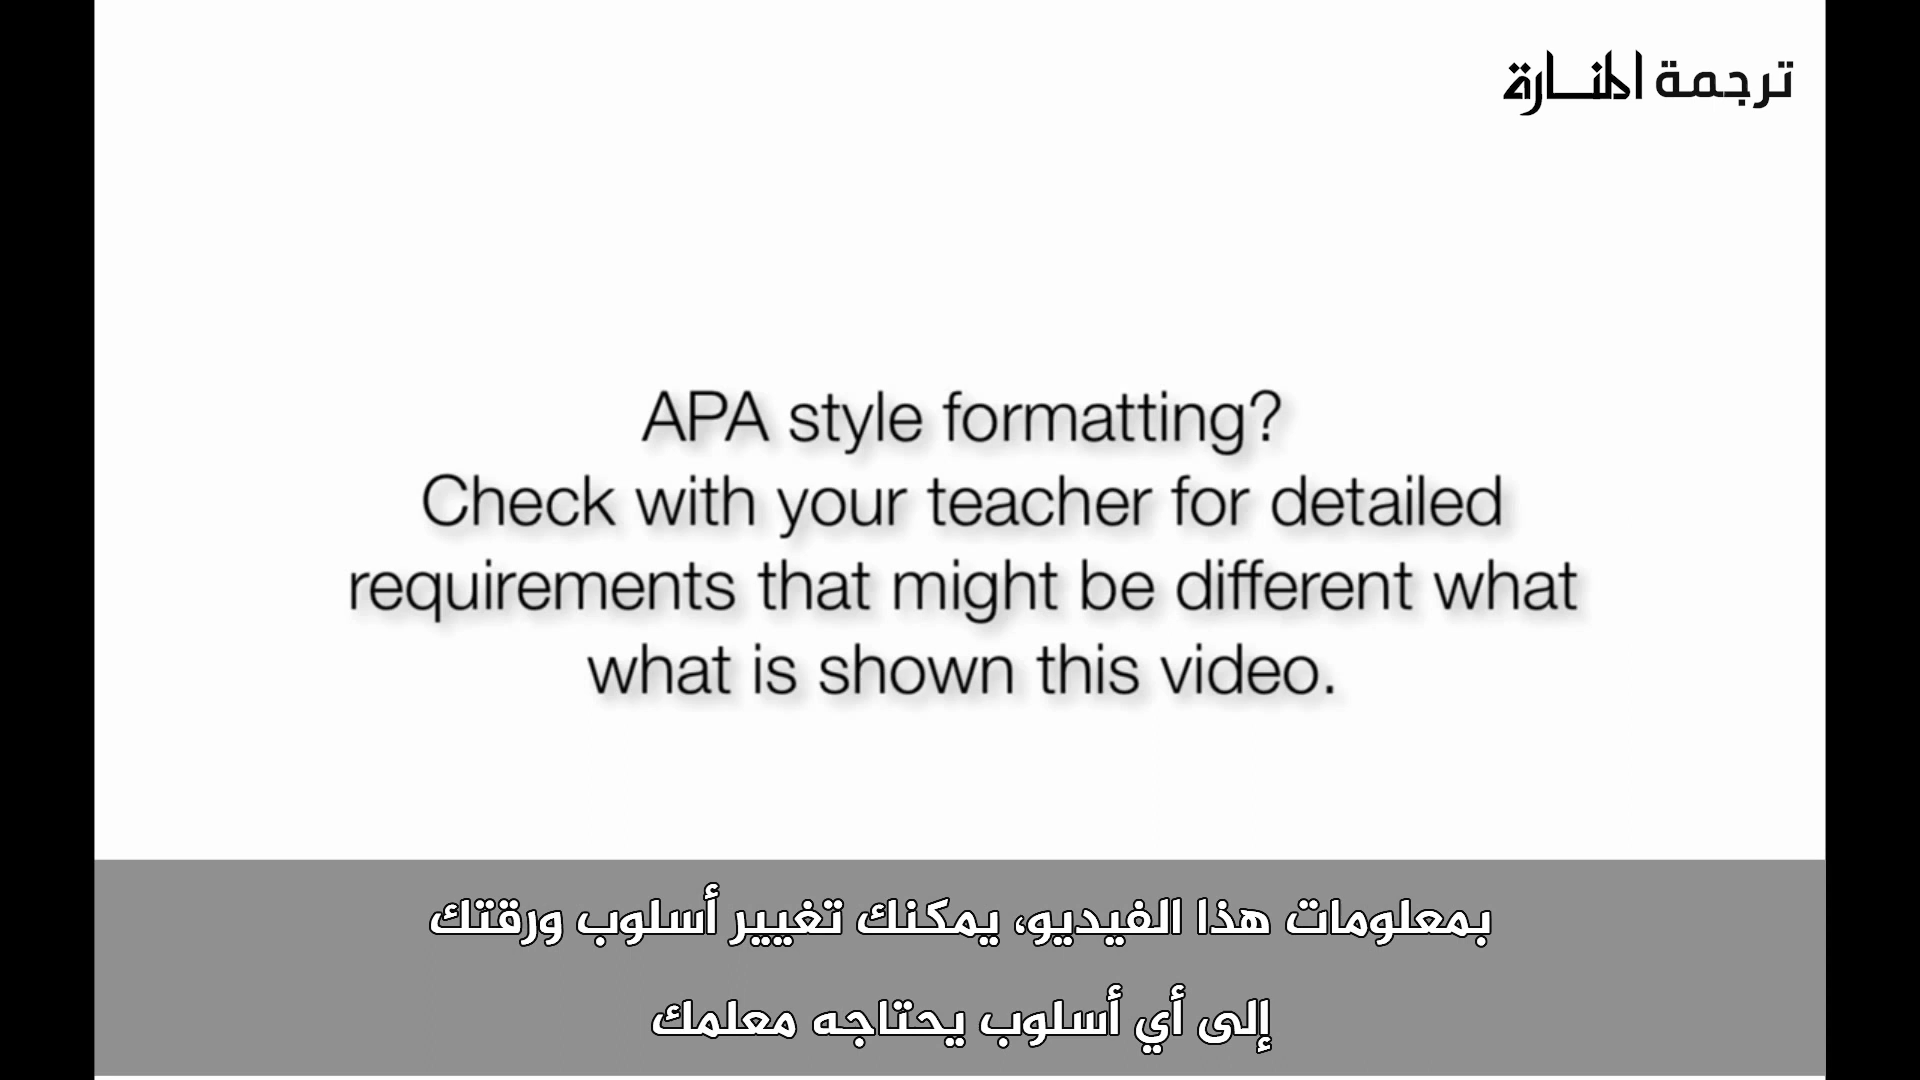 ترجمة المنارة
APA style formatting?
Check with your teacher for detailed
requirements that might be different what
what is shown this video.
بمعلومات هذا الفيديو، يمكنك تغيير أسلوب ورقتك
إلى أي أسلوب يحتاجه معلمك